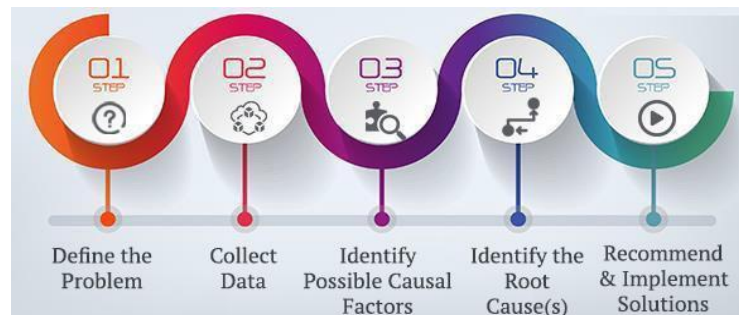 01
STEP
02
STEP
03
STEP
04
STEP
05
STEP
Define the
Problem
Collect
Data
Identify
Possible Causal
Factors
Identify the
Root
Cause(s)
Recommend
& Implement
Solutions